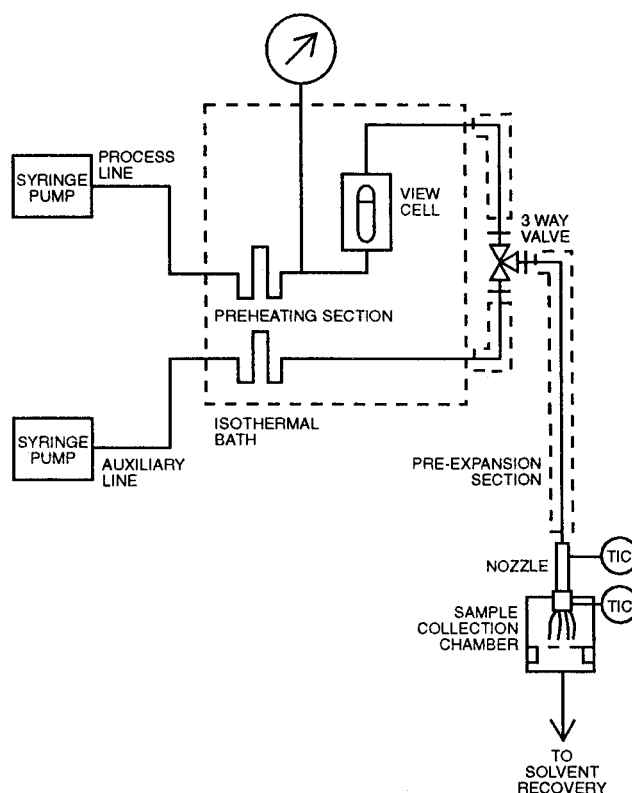 SYRINGE
PUMP
PROCESS
LINE
VIEW
CELL
3 WAY
VALVE
PREHEATING SECTION
ISOTHERMAL
BATH
SYRINGE
PUMP
AUXILIARY
LINE
PRE-EXPANSION
SECTION
NOZZLE
TIC
TIC
SAMPLE
COLLECTION
CHAMBER
TO
SOLVENT
RECOVERY